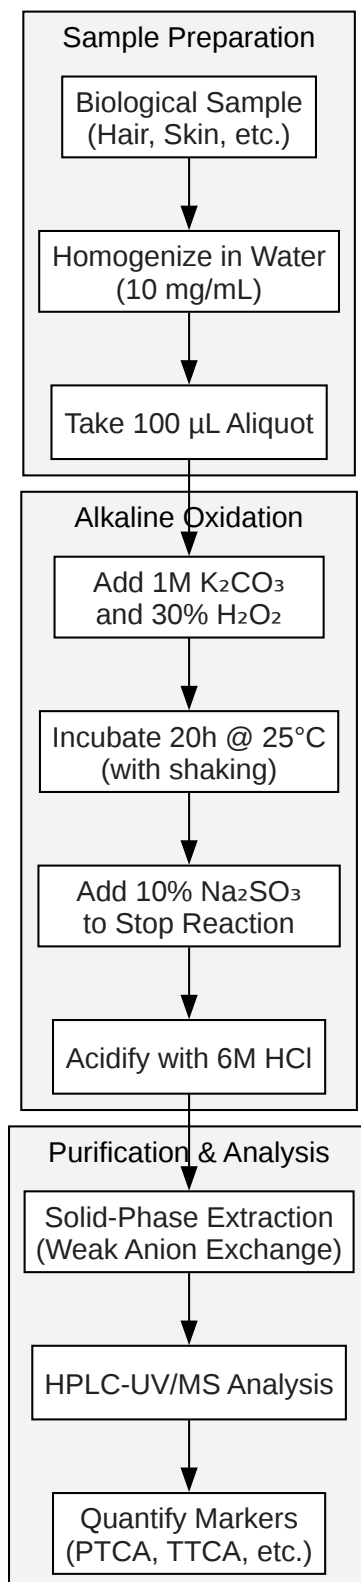 Sample Preparation
Biological Sample
(Hair, Skin, etc.)
Homogenize in Water
(10 mg/mL)
Take 100 µL Aliquot
Alkaline Oxidation
Add 1M K₂CO₃
and 30% H₂O₂
Incubate 20h @ 25°C
(with shaking)
Add 10% Na₂SO₃
to Stop Reaction
Acidify with 6M HCl
Purification & Analysis
Solid-Phase Extraction
(Weak Anion Exchange)
HPLC-UV/MS Analysis
Quantify Markers
(PTCA, TTCA, etc.)